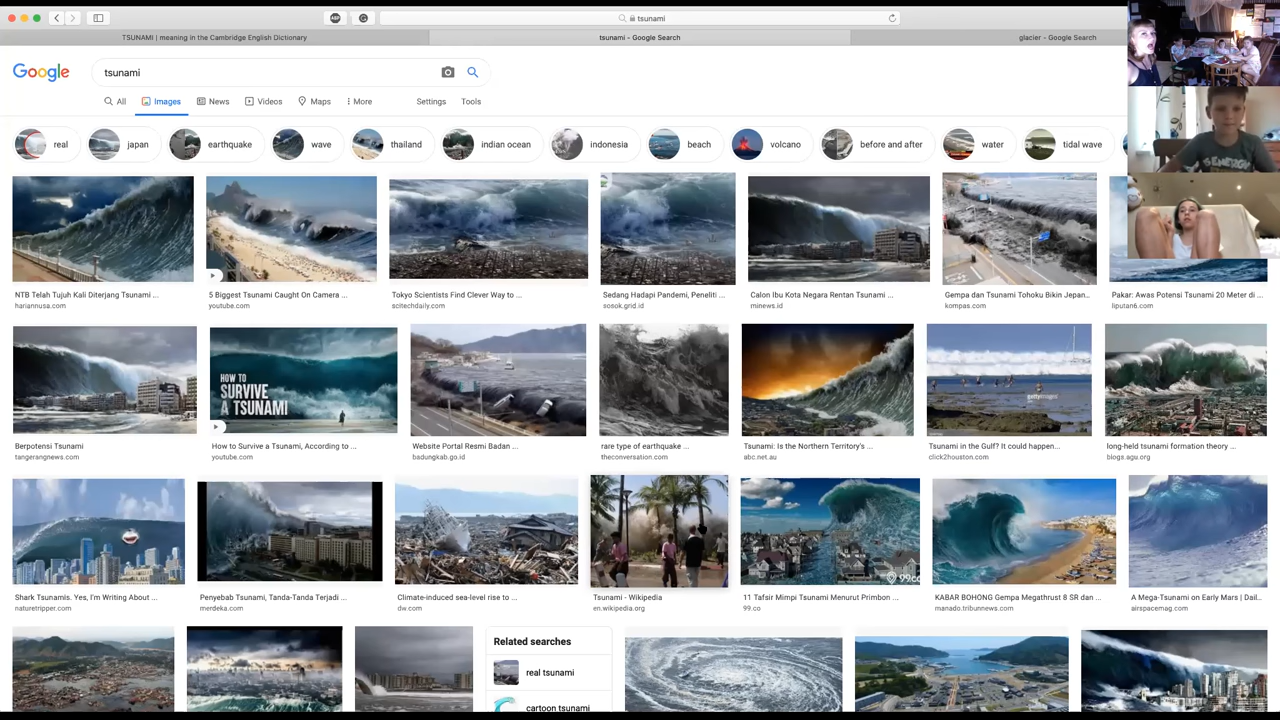 tsunami
TSUNAMI | meaning in the Cambridge English Dictionary
tsunami - Google Search
glacier - Google Search
Google
tsunami
All
Images
News
Videos
Maps
More
Settings
Tools
real
japan
earthquake
wave
thailand
indian ocean
indonesia
beach
volcano
before and after
water
tidal wave
NTB Telah Tujuh Kali Diterjang Tsunami ...
hariannusa.com
5 Biggest Tsunami Caught On Camera ...
youtube.com
Tokyo Scientists Find Clever Way to ...
scitechdaily.com
Sedang Hadapi Pandemi, Peneliti ...
sosok.grid.id
Calon Ibu Kota Negara Rentan Tsunami ...
minews.id
Gempa dan Tsunami Tohoku Bikin Jepan...
kompas.com
Pakar: Awas Potensi Tsunami 20 Meter di ...
liputan6.com
HOW TO
SURVIVE
A TSUNAMI
gettyimages
Berpotensi Tsunami
tangerangnews.com
How to Survive a Tsunami, According to ...
youtube.com
Website Portal Resmi Badan ...
badungkab.go.id
rare type of earthquake ...
theconversation.com
Tsunami: Is the Northern Territory's ...
abc.net.au
Tsunami in the Gulf? It could happen...
click2houston.com
long-held tsunami formation theory ...
blogs.agu.org
99co
Shark Tsunamis. Yes, I'm Writing About ...
naturetripper.com
Penyebab Tsunami, Tanda-Tanda Terjadi ...
merdeka.com
Climate-induced sea-level rise to ...
dw.com
Tsunami - Wikipedia
en.wikipedia.org
11 Tafsir Mimpi Tsunami Menurut Primbon ...
99.co
KABAR BOHONG Gempa Megathrust 8 SR dan ...
manado.tribunnews.com
A Mega-Tsunami on Early Mars | Dail...
airspacemag.com
Related searches
real tsunami
cartoon tsunami